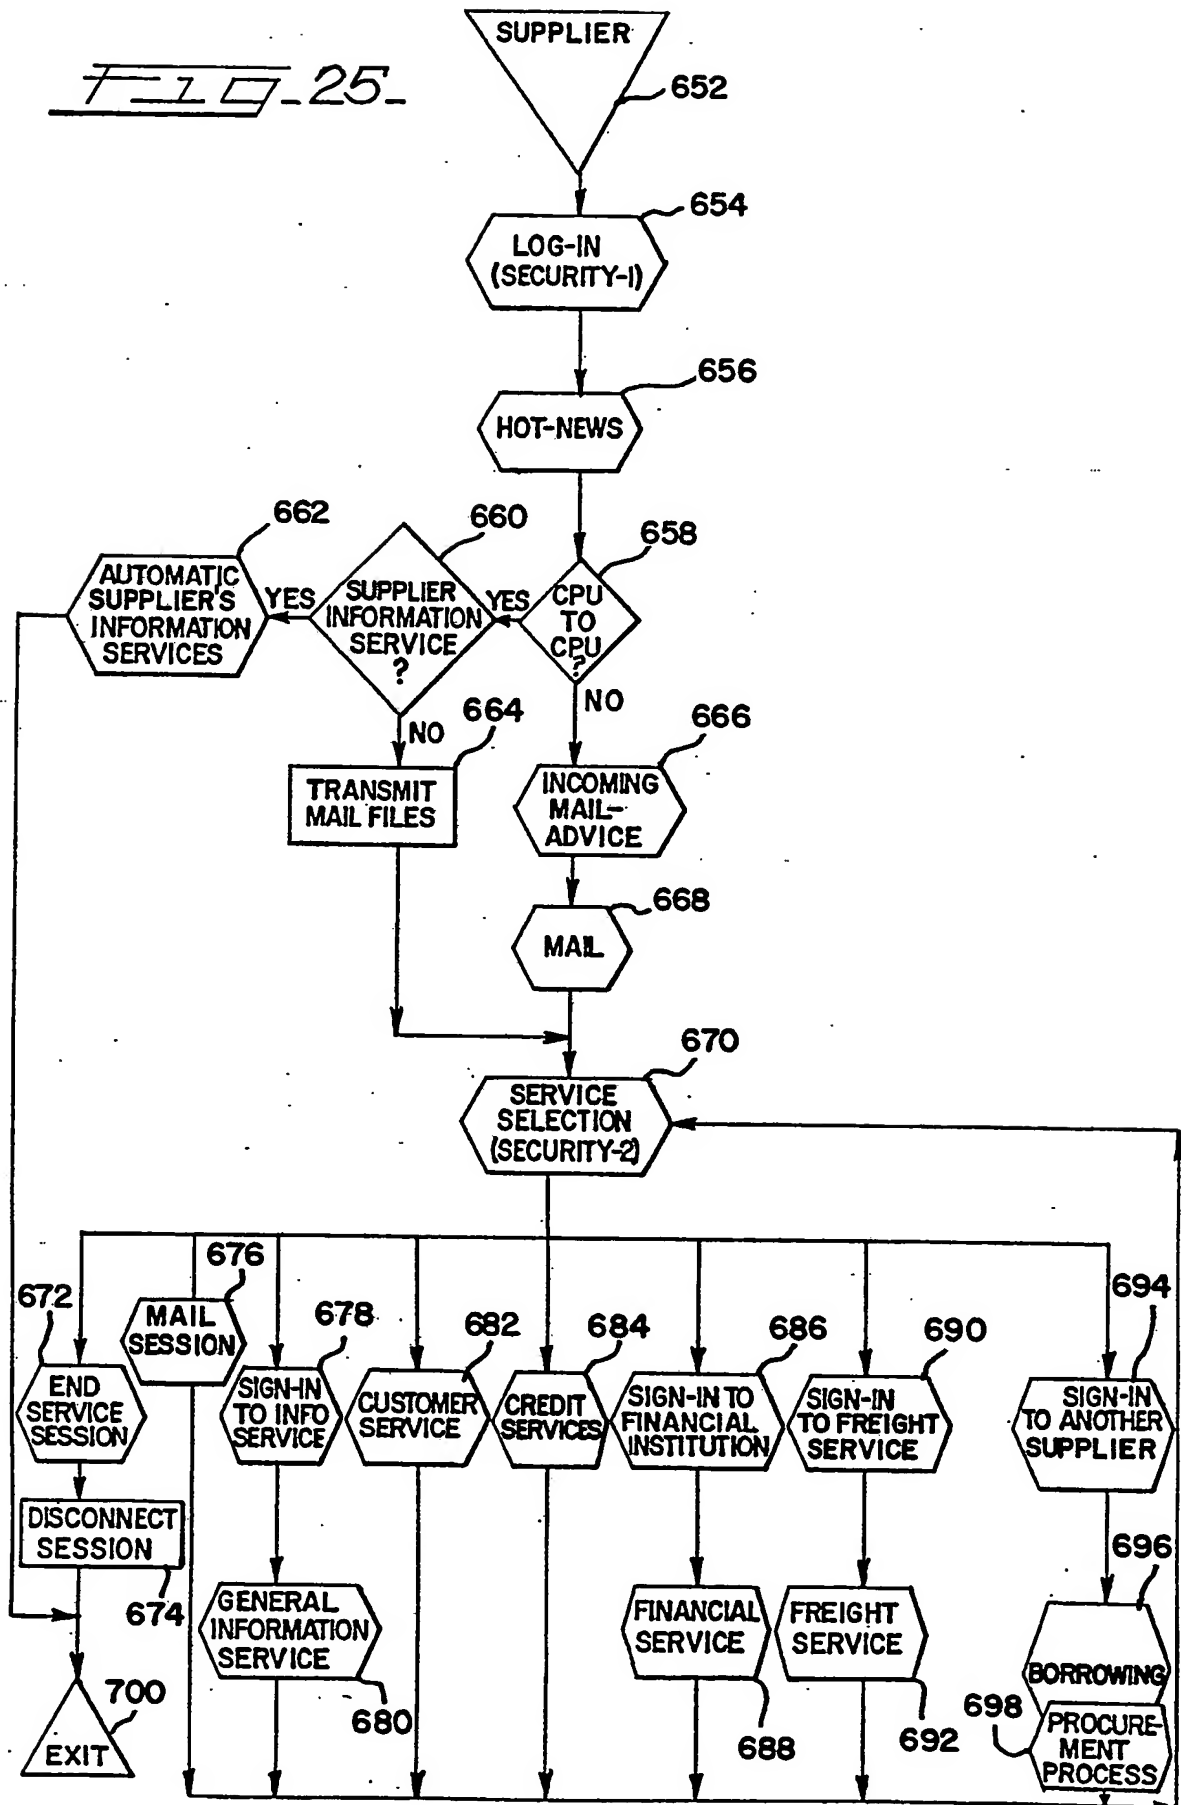 SUPPLIER
Fig_25_
652
654
LOG-IN
(SECURITY-1)
656
HOT-NEWS
662
660
658
AUTOMATIC
SUPPLIER'S
INFORMATION
SERVICES
YES
SUPPLIER
INFORMATION
SERVICE
?
YES
CPU
TO
CPU
?
NO
664
NO
666
TRANSMIT
MAIL FILES
INCOMING
MAIL-
ADVICE
668
MAIL
670
SERVICE
SELECTION
(SECURITY-2)
676
672
MAIL
SESSION
678
682
684
686
690
694
END
SERVICE
SESSION
SIGN-IN
TO INFO
SERVICE
CUSTOMER
SERVICE
CREDIT
SERVICES
SIGN-IN TO
FINANCIAL
INSTITUTION
SIGN-IN
TO FREIGHT
SERVICE
SIGN-IN
TO ANOTHER
SUPPLIER
DISCONNECT
SESSION
674
696
GENERAL
INFORMATION
SERVICE
680
FINANCIAL
SERVICE
688
FREIGHT
SERVICE
692
BORROWING
698
PROCURE-
MENT
PROCESS
700
EXIT